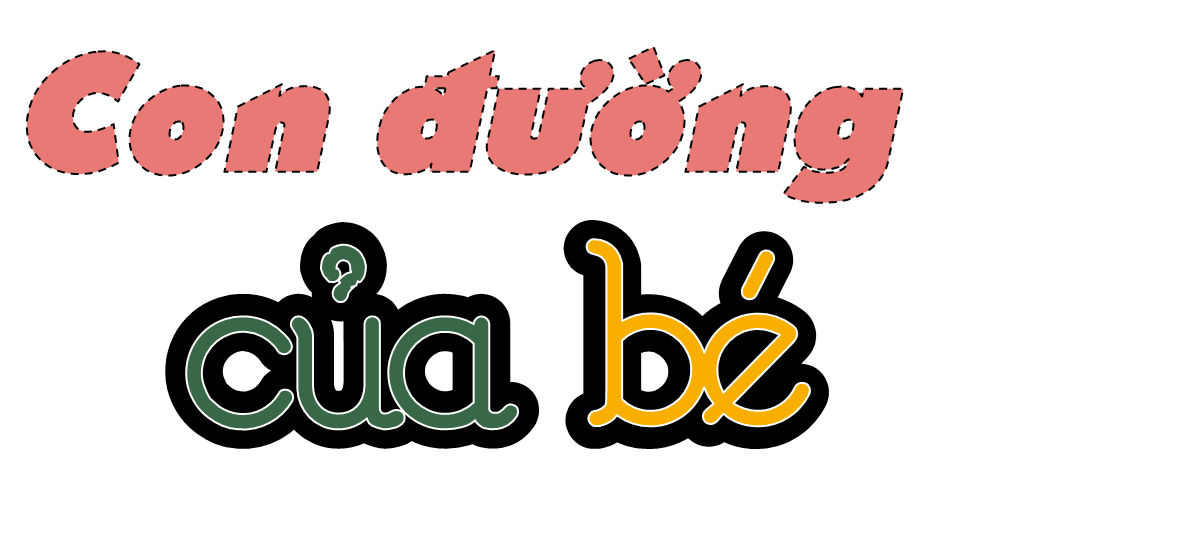 Con đường
của bé